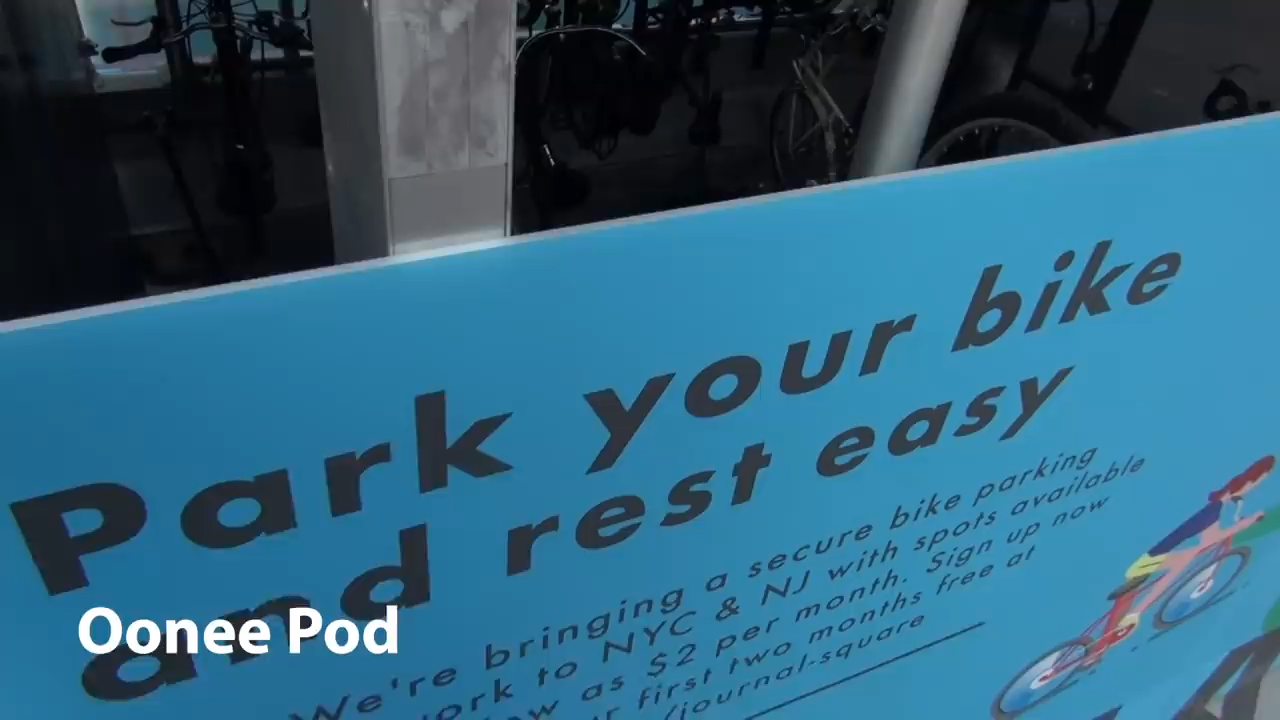 Park your bike
and rest easy
We're bringing a secure bike parking
to NYC & NJ with spots available
as $2 per month. Sign up now
first two months free at
/journal-square
Oonee Pod